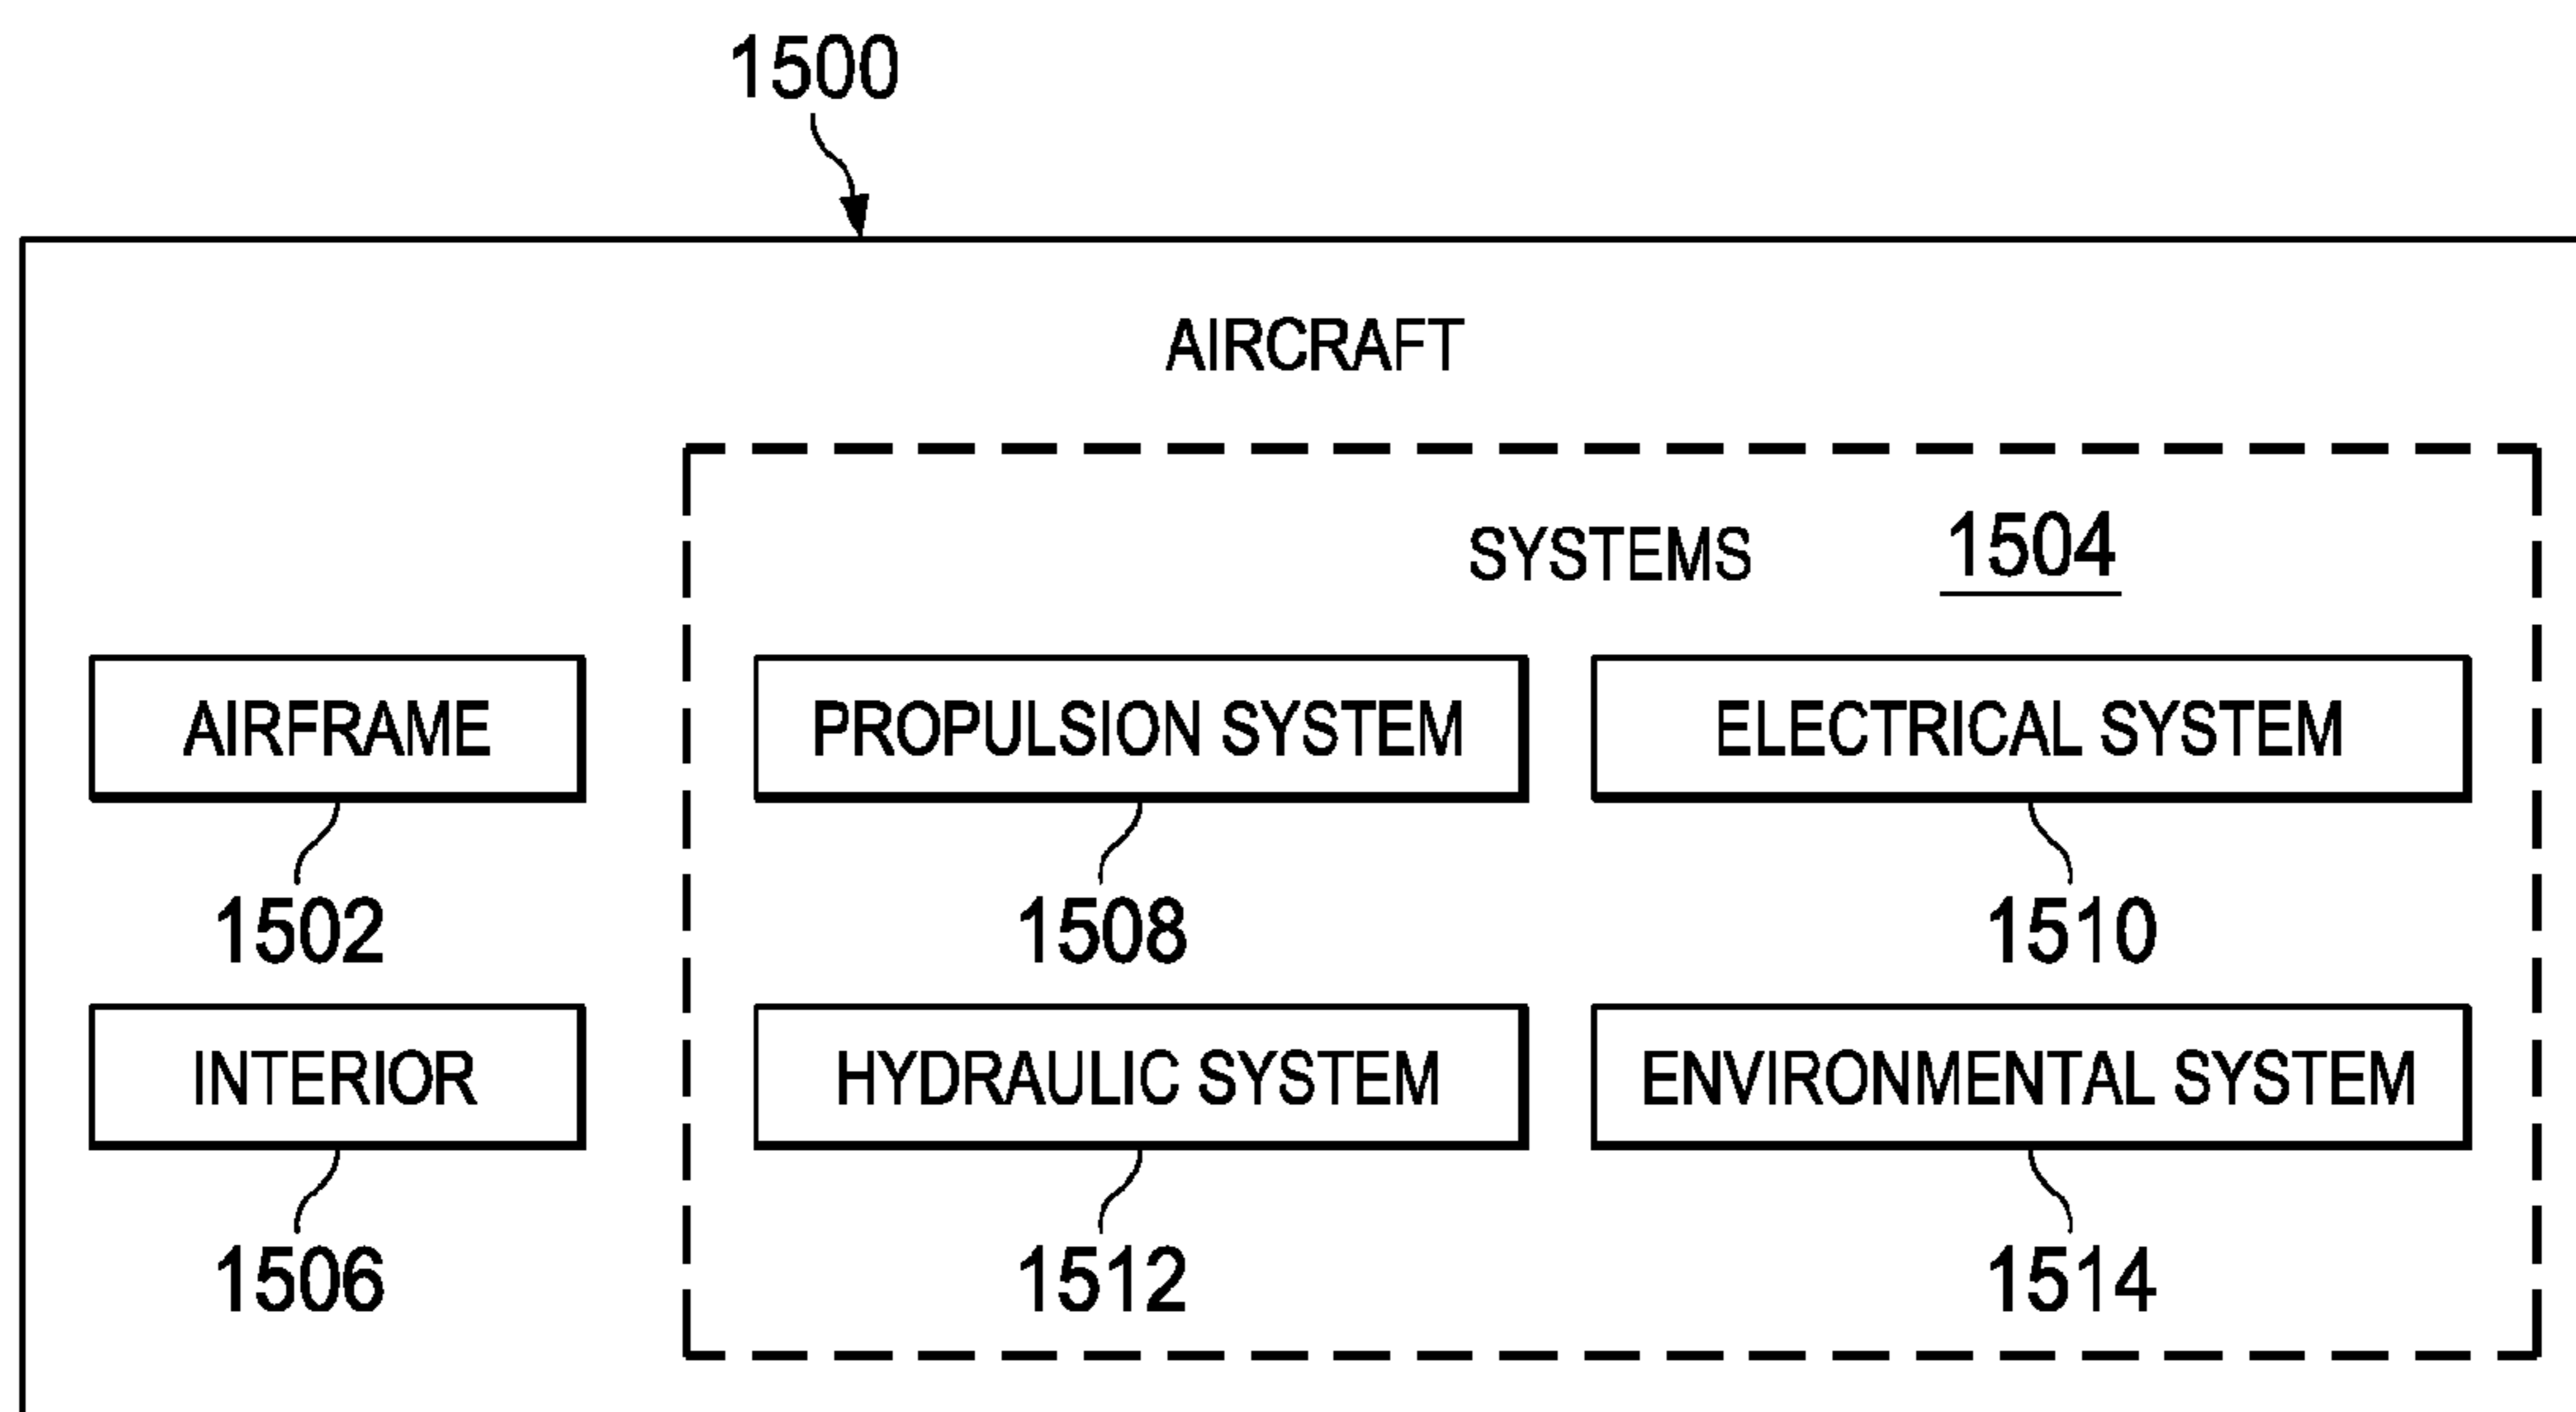 1500
AIRCRAFT
SYSTEMS 1504
AIRFRAME PROPULSION SYSTEM ELECTRICAL SYSTEM
1502 1508 1510
INTERIOR HYDRAULIC SYSTEM ENVIRONMENTAL SYSTEM
1506 1512 1514